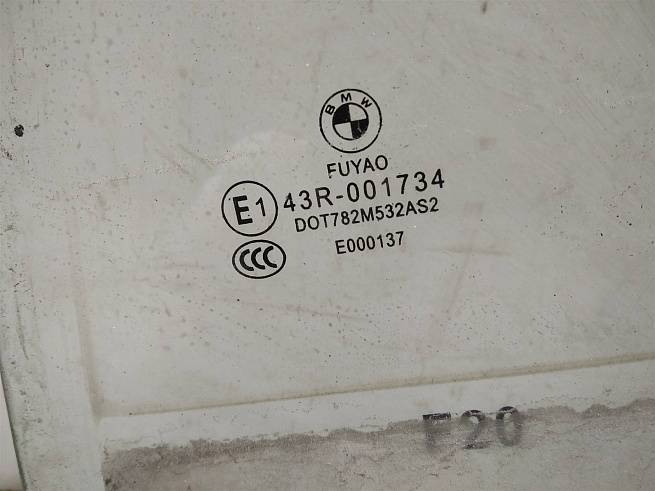 BMW
FUYAO
E1 43R-001734
DOT782M532AS2
CCC E000137
F20